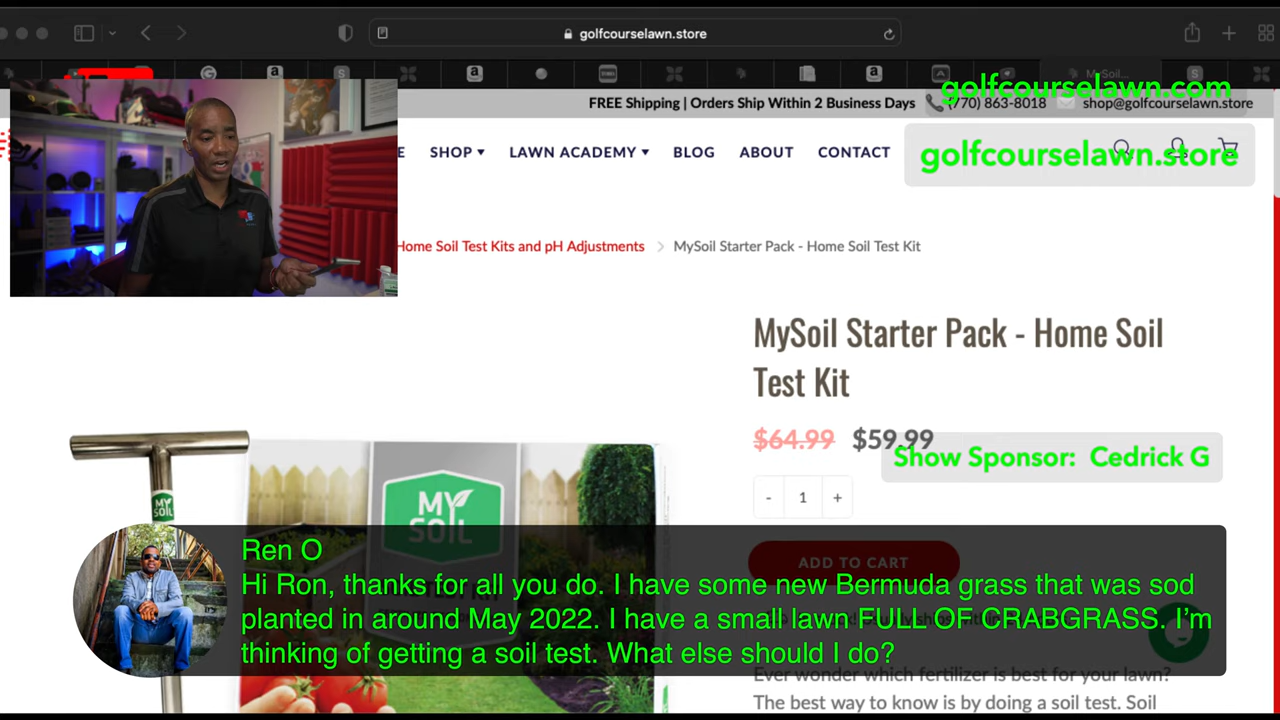 golfcourselawn.store
My Soil...
golfcourselawn.com
FREE Shipping | Orders Ship Within 2 Business Days
(770) 863-8018
shop@golfcourselawn.store
E
SHOP
LAWN ACADEMY
BLOG
ABOUT
CONTACT
golfcourselawn.store
Home Soil Test Kits and pH Adjustments
MySoil Starter Pack - Home Soil Test Kit
MySoil Starter Pack - Home Soil
Test Kit
$64.99 $59.99
Show Sponsor: Cedrick G
- 1 +
MY
SOIL
MY
SOIL
ADD TO CART
Ren O
Hi Ron, thanks for all you do. I have some new Bermuda grass that was sod
planted in around May 2022. I have a small lawn FULL OF CRABGRASS. I'm
thinking of getting a soil test. What else should I do?
Ever wonder which fertilizer is best for your lawn?
The best way to know is by doing a soil test. Soil